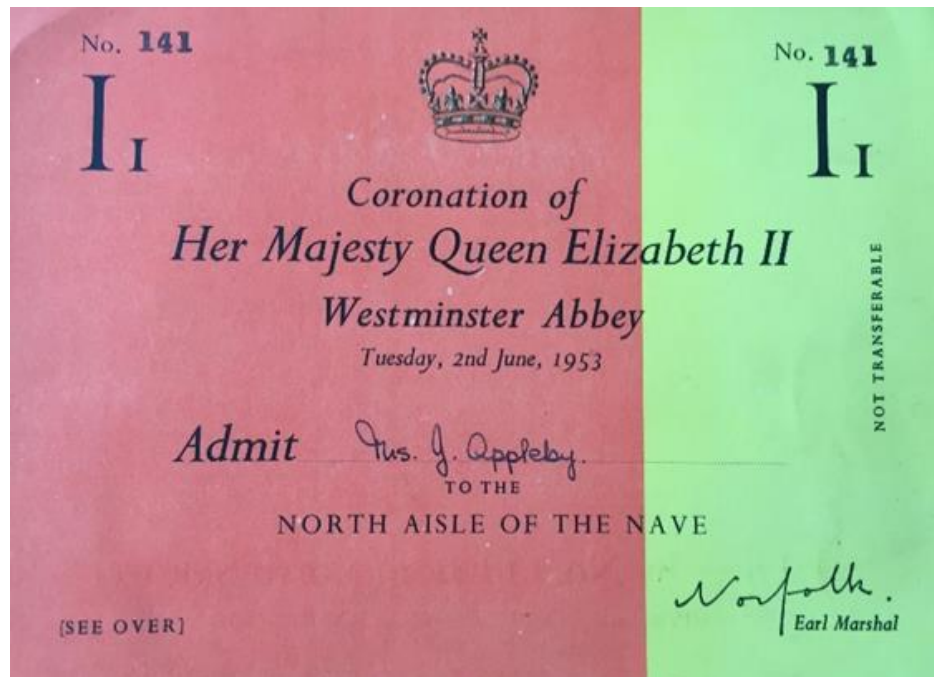 No. 141
No. 141
I I
I I
Coronation of
Her Majesty Queen Elizabeth II
Westminster Abbey
Tuesday, 2nd June, 1953
NOT TRANSFERABLE
Admit Mrs. J. Appleby.
TO THE
NORTH AISLE OF THE NAVE
Norfolk.
[SEE OVER]
Earl Marshal